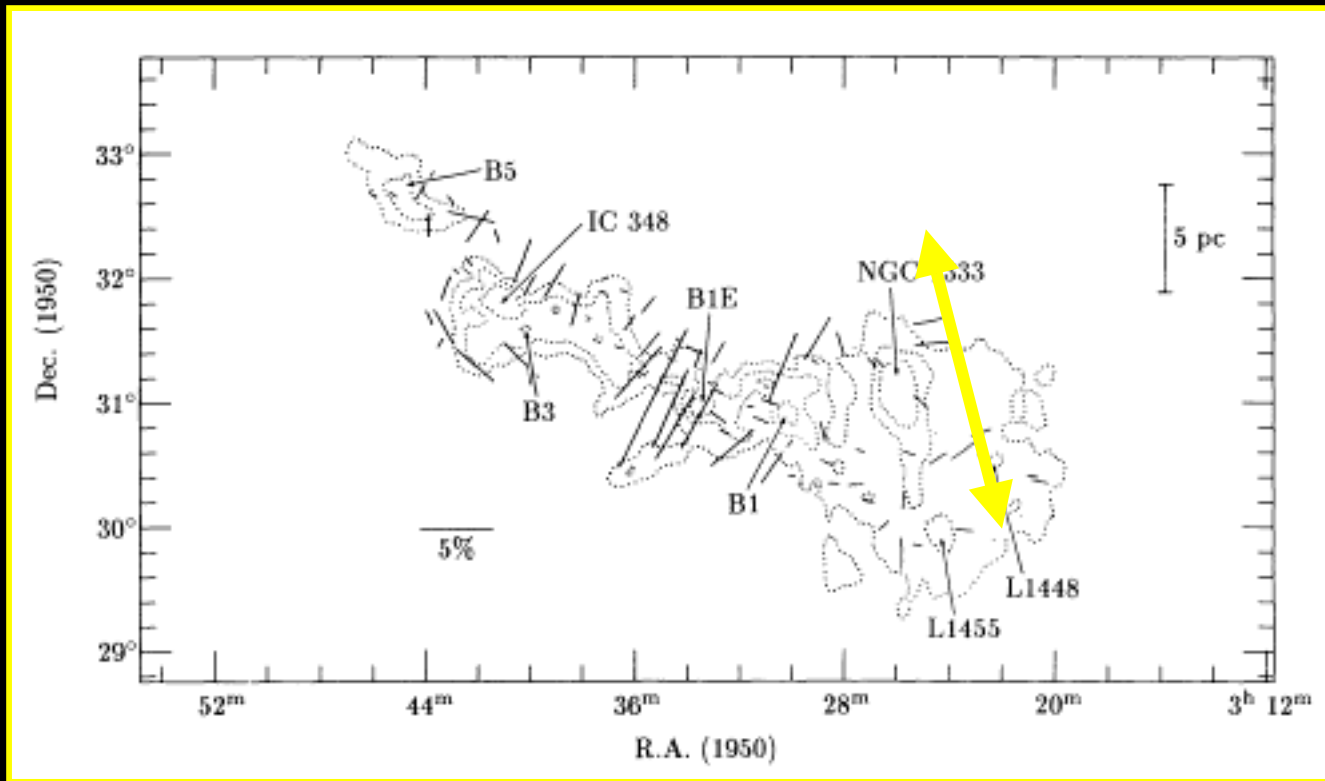 33°
B5
IC 348
5 pc
32°
NGC 333
B1E
Dec. (1950)
31°
B3
B1
30°
5%
L1448
L1455
29°
52ᵐ 44ᵐ 36ᵐ 28ᵐ 20ᵐ 3ʰ 12ᵐ
R.A. (1950)